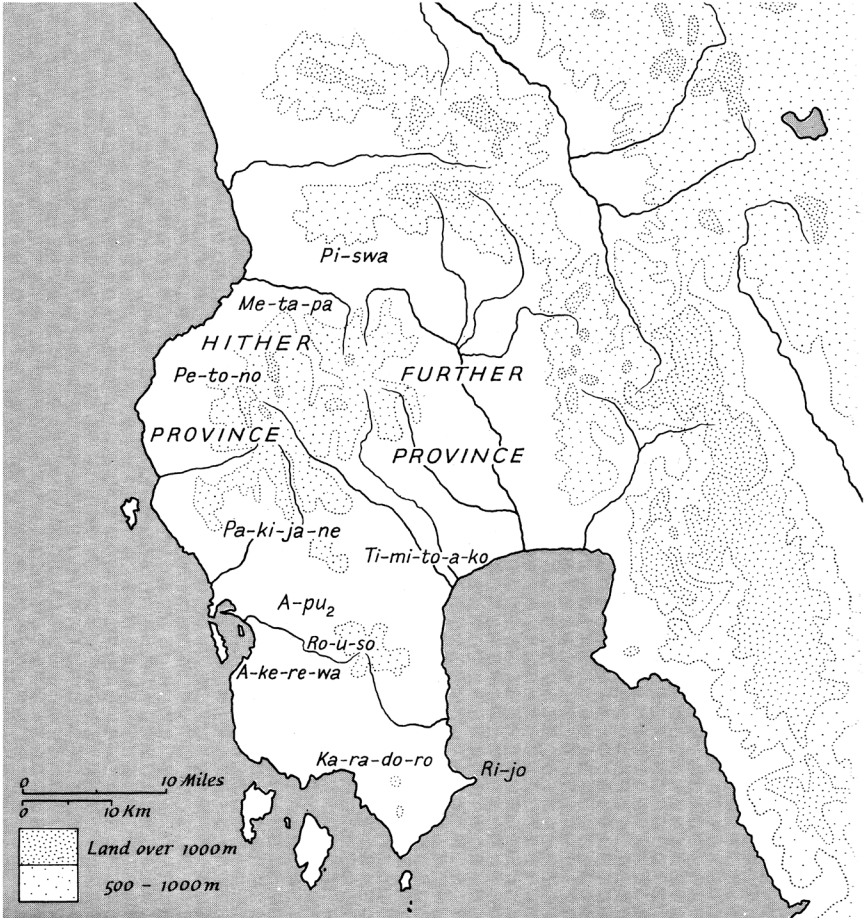 Pi-swa
Me-ta-pa
HITHER
Pe-to-no
FURTHER
PROVINCE
PROVINCE
Pa-ki-ja-ne
Ti-mi-to-a-ko
A-pu₂
Ro-u-so
A-ke-re-wa
Ka-ra-do-ro
Ri-jo
0 10 Miles
0 10 Km
Land over 1000m
500 - 1000m